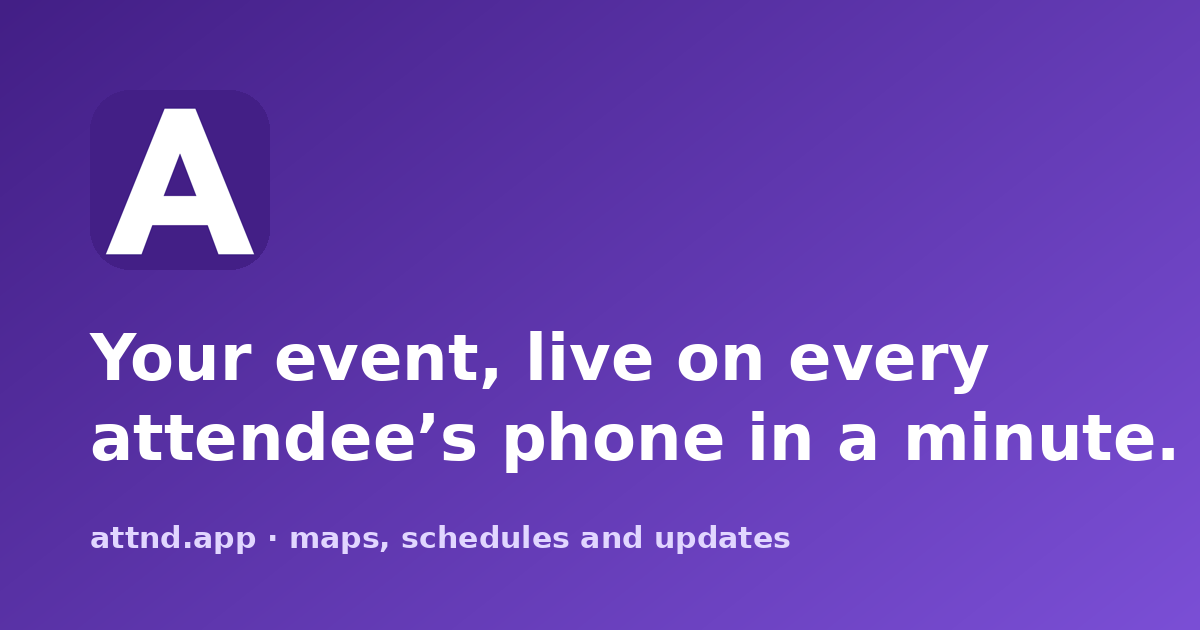 A
Your event, live on every
attendee’s phone in a minute.
attnd.app · maps, schedules and updates